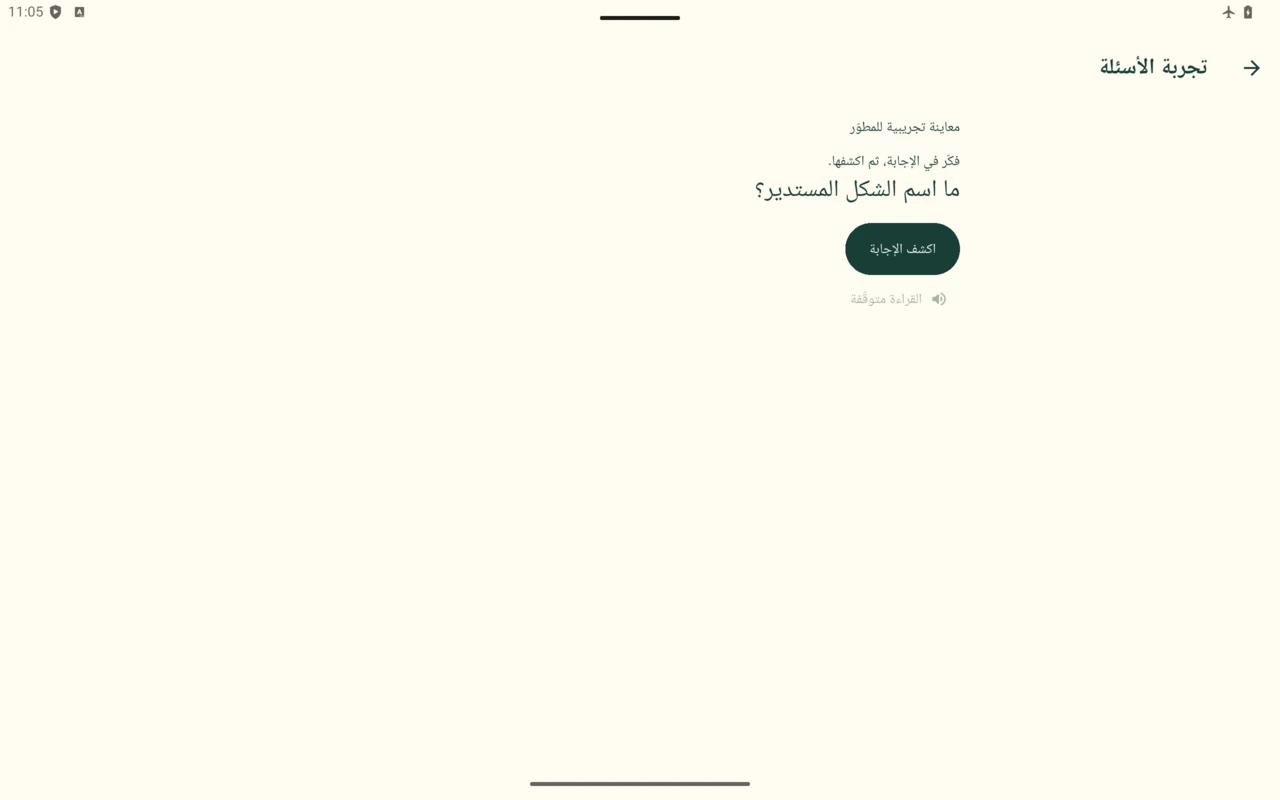 11:05
تجربة الأسئلة
معاينة تجريبية للمطوّر
فكّر في الإجابة، ثم اكشفها.
ما اسم الشكل المستدير؟
اكشف الإجابة
القراءة متوقّفة